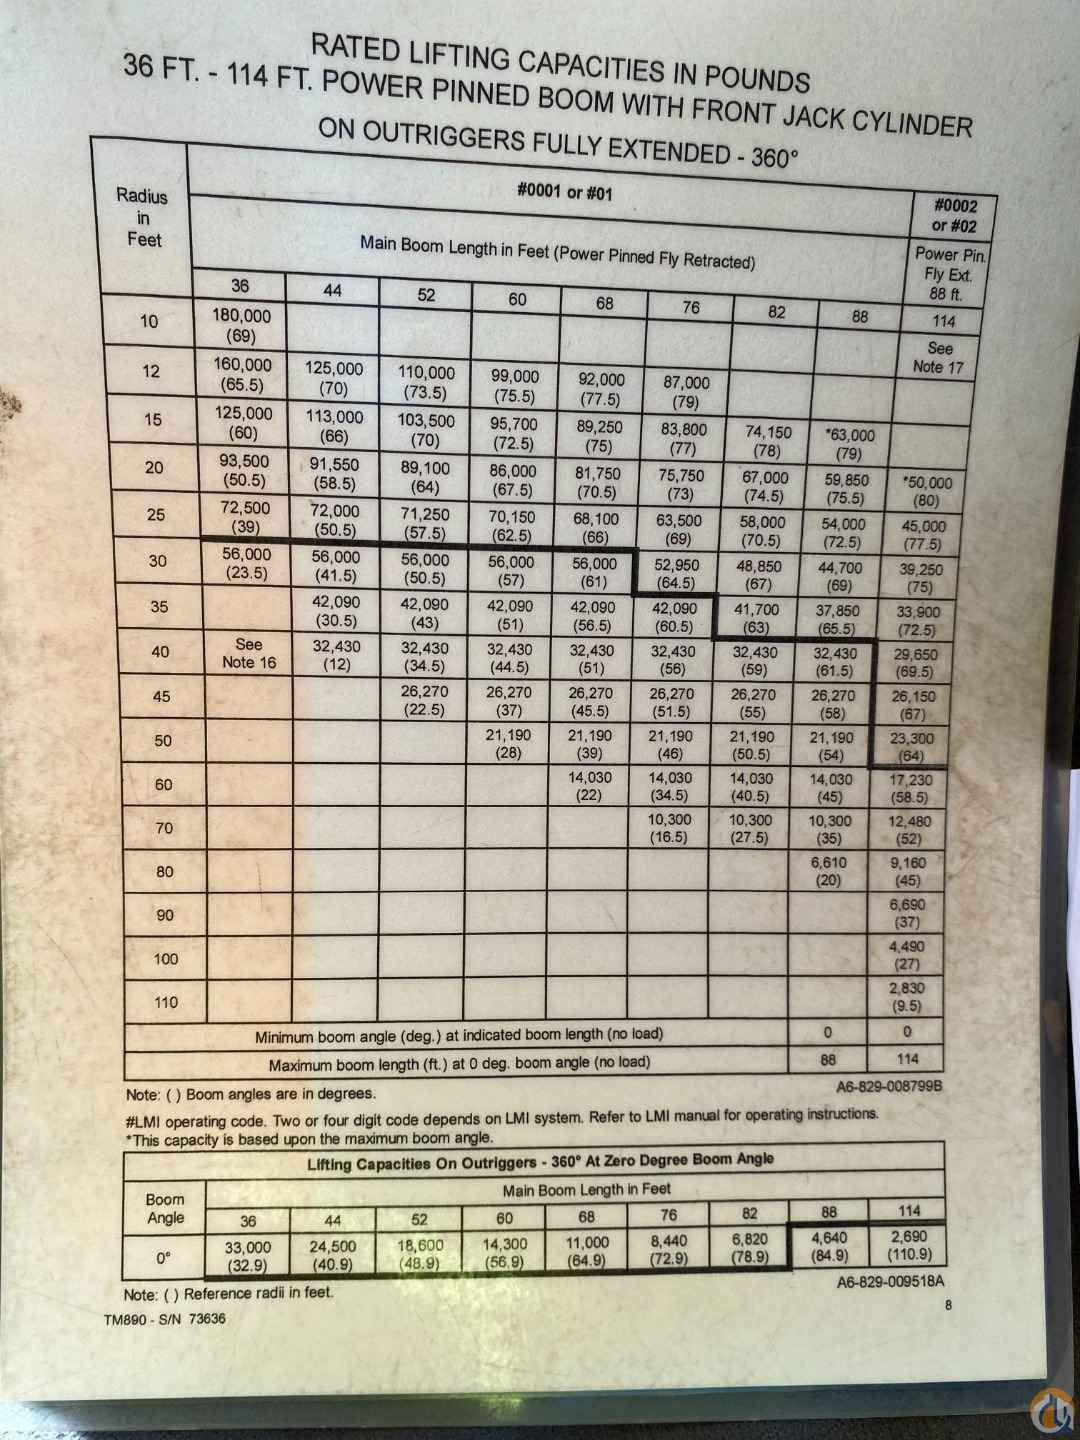 RATED LIFTING CAPACITIES IN POUNDS
36 FT. - 114 FT. POWER PINNED BOOM WITH FRONT JACK CYLINDER
ON OUTRIGGERS FULLY EXTENDED - 360°
Radius in Feet
#0001 or #01
#0002 or #02
Main Boom Length in Feet (Power Pinned Fly Retracted)
Power Pin. Fly Ext. 88 ft.
36 44 52 60 68 76 82 88 114
10 180,000 See
(69) Note 17
12 160,000 125,000 110,000 99,000 92,000 87,000
(65.5) (70) (73.5) (75.5) (77.5) (79)
15 125,000 113,000 103,500 95,700 89,250 83,800 74,150 *63,000
(60) (66) (70) (72.5) (75) (77) (78) (79)
20 93,500 91,550 89,100 86,000 81,750 75,750 67,000 59,850 *50,000
(50.5) (58.5) (64) (67.5) (70.5) (73) (74.5) (75.5) (80)
25 72,500 72,000 71,250 70,150 68,100 63,500 58,000 54,000 45,000
(39) (50.5) (57.5) (62.5) (66) (69) (70.5) (72.5) (77.5)
30 56,000 56,000 56,000 56,000 56,000 52,950 48,850 44,700 39,250
(23.5) (41.5) (50.5) (57) (61) (64.5) (67) (69) (75)
35 42,090 42,090 42,090 42,090 42,090 41,700 37,850 33,900
(30.5) (43) (51) (56.5) (60.5) (63) (65.5) (72.5)
40 See 32,430 32,430 32,430 32,430 32,430 32,430 32,430 29,650
Note 16 (12) (34.5) (44.5) (51) (56) (59) (61.5) (69.5)
45 26,270 26,270 26,270 26,270 26,270 26,270 26,150
(22.5) (37) (45.5) (51.5) (55) (58) (67)
50 21,190 21,190 21,190 21,190 21,190 23,300
(28) (39) (46) (50.5) (54) (64)
60 14,030 14,030 14,030 14,030 17,230
(22) (34.5) (40.5) (45) (58.5)
70 10,300 10,300 10,300 12,480
(16.5) (27.5) (35) (52)
80 6,610 9,160
(20) (45)
90 6,690
(37)
100 4,490
(27)
110 2,830
(9.5)
Minimum boom angle (deg.) at indicated boom length (no load) 0 0
Maximum boom length (ft.) at 0 deg. boom angle (no load) 88 114
Note: ( ) Boom angles are in degrees. A6-829-008799B
#LMI operating code. Two or four digit code depends on LMI system. Refer to LMI manual for operating instructions.
*This capacity is based upon the maximum boom angle.
Lifting Capacities On Outriggers - 360° At Zero Degree Boom Angle
Boom Angle
Main Boom Length in Feet
36 44 52 60 68 76 82 88 114
0° 33,000 24,500 18,600 14,300 11,000 8,440 6,820 4,640 2,690
(32.9) (40.9) (48.9) (56.9) (64.9) (72.9) (78.9) (84.9) (110.9)
Note: ( ) Reference radii in feet. A6-829-009518A
TM890 - S/N 73636
8